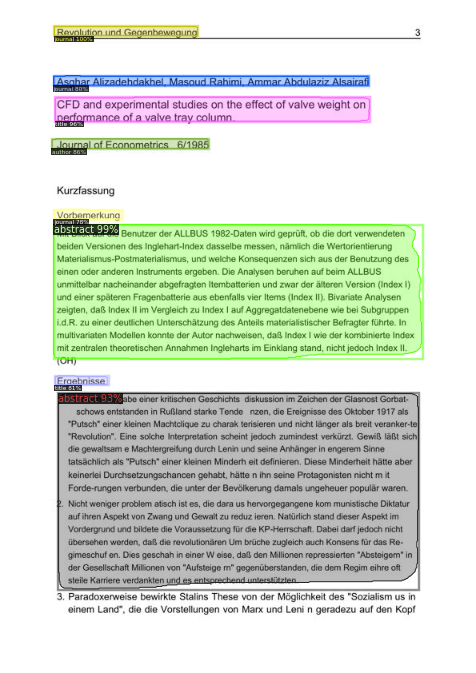 Revolution und Gegenbewegung 3
journal 100%
Asghar Alizadehdakhel, Masoud Rahimi, Ammar Abdulaziz Alsairafi
journal 80%
CFD and experimental studies on the effect of valve weight on
performance of a valve tray column.
title 96%
Journal of Econometrics 6/1985
author 86%
Kurzfassung
Vorbemerkung
journal 78%
abstract 99% Benutzer der ALLBUS 1982-Daten wird geprüft, ob die dort verwendeten
beiden Versionen des Inglehart-Index dasselbe messen, nämlich die Wertorientierung
Materialismus-Postmaterialismus, und welche Konsequenzen sich aus der Benutzung des
einen oder anderen Instruments ergeben. Die Analysen beruhen auf beim ALLBUS
unmittelbar nacheinander abgefragten Itembatterien und zwar der älteren Version (Index I)
und einer späteren Fragenbatterie aus ebenfalls vier Items (Index II). Bivariate Analysen
zeigten, daß Index II im Vergleich zu Index I auf Aggregatdatenebene wie bei Subgruppen
i.d.R. zu einer deutlichen Unterschätzung des Anteils materialistischer Befragter führte. In
multivariaten Modellen konnte der Autor nachweisen, daß Index I wie der kombinierte Index
mit zentralen theoretischen Annahmen Ingleharts im Einklang stand, nicht jedoch Index II.
(OH)
Ergebnisse
title 81%
abstract 93% abe einer kritischen Geschichts diskussion im Zeichen der Glasnost Gorbat-
schows entstanden in Rußland starke Tende nzen, die Ereignisse des Oktober 1917 als
"Putsch" einer kleinen Machtclique zu charak terisieren und nicht länger als breit veranker-te
"Revolution". Eine solche Interpretation scheint jedoch zumindest verkürzt. Gewiß läßt sich
die gewaltsam e Machtergreifung durch Lenin und seine Anhänger in engerem Sinne
tatsächlich als "Putsch" einer kleinen Minderh eit definieren. Diese Minderheit hätte aber
keinerlei Durchsetzungschancen gehabt, hätte n ihn seine Protagonisten nicht m it
Forde-rungen verbunden, die unter der Bevölkerung damals ungeheuer populär waren.
2. Nicht weniger problem atisch ist es, die dara us hervorgegangene kom munistische Diktatur
auf ihren Aspekt von Zwang und Gewalt zu reduz ieren. Natürlich stand dieser Aspekt im
Vordergrund und bildete die Voraussetzung für die KP-Herrschaft. Dabei darf jedoch nicht
übersehen werden, daß die revolutionären Um brüche zugleich auch Konsens für das Re-
gimeschuf en. Dies geschah in einer W eise, daß den Millionen repressierten "Absteigern" in
der Gesellschaft Millionen von "Aufsteige rn" gegenüberstanden, die dem Regim eihre oft
steile Karriere verdankten und es entsprechend unterstützten.
3. Paradoxerweise bewirkte Stalins These von der Möglichkeit des "Sozialism us in
einem Land", die die Vorstellungen von Marx und Leni n geradezu auf den Kopf